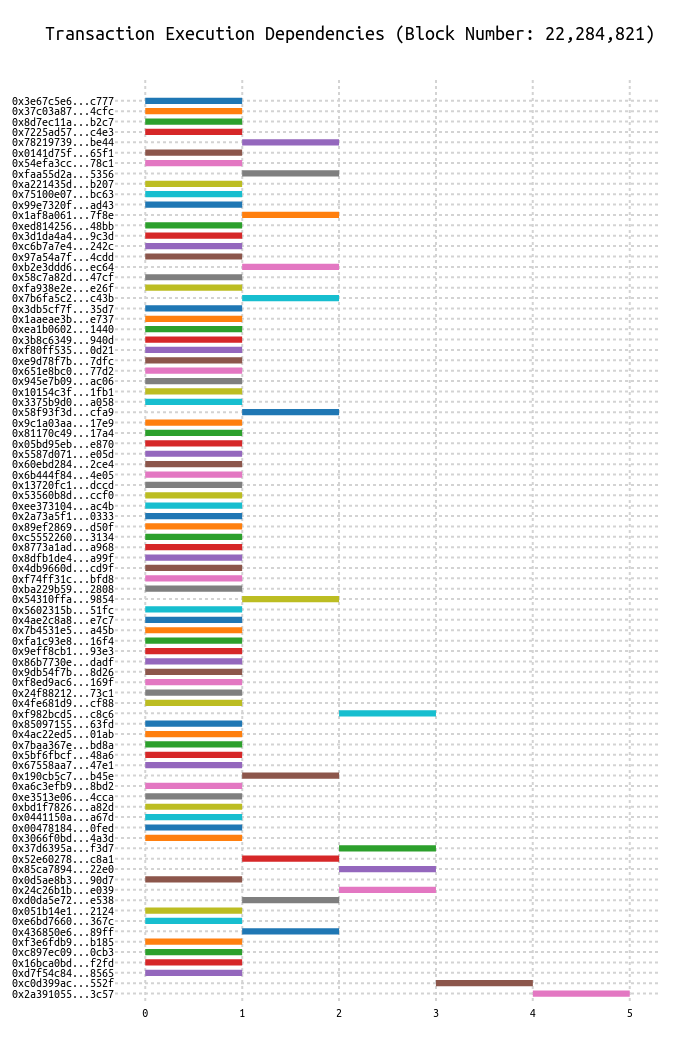 Transaction Execution Dependencies (Block Number: 22,284,821)
0x3e67c5e6...c777
0x37c03a87...4cfc
0x8d7ec11a...b2c7
0x7225ad57...c4e3
0x78219739...be44
0x0141d75f...65f1
0x54efa3cc...78c1
0xfaa55d2a...5356
0xa221435d...b207
0x75100e07...bc63
0x99e7320f...ad43
0x1af8a061...7f8e
0xed814256...48bb
0x3d1da4a4...9c3d
0xc6b7a7e4...242c
0x97a54a7f...4cdd
0xb2e3ddd6...ec64
0x58c7a82d...47cf
0xfa938e2e...e26f
0x7b6fa5c2...c43b
0x3db5cf7f...35d7
0x1aaeae3b...e737
0xea1b0602...1440
0x3b8c6349...940d
0xf80ff535...0d21
0xe9d78f7b...7dfc
0x651e8bc0...77d2
0x945e7b09...ac06
0x10154c3f...1fb1
0x3375b9d0...a058
0x58f93f3d...cfa9
0x9c1a03aa...17e9
0x81170c49...17a4
0x05bd95eb...e870
0x5587d071...e05d
0x60ebd284...2ce4
0x6b444f84...4e05
0x13720fc1...dccd
0x53560b8d...ccf0
0xee373104...ac4b
0x2a73a5f1...0333
0x89ef2869...d50f
0xc5552260...3134
0x8773a1ad...a968
0x8dfb1de4...a99f
0x4db9660d...cd9f
0xf74ff31c...bfd8
0xba229b59...2808
0x54310ffa...9854
0x5602315b...51fc
0x4ae2c8a8...e7c7
0x7b4531e5...a45b
0xfa1c93e8...16f4
0x9eff8cb1...93e3
0x86b7730e...dadf
0x9db54f7b...8d26
0xf8ed9ac6...169f
0x24f88212...73c1
0x4fe681d9...cf88
0xf982bcd5...c8c6
0x85097155...63fd
0x4ac22ed5...01ab
0x7baa367e...bd8a
0x5bf6fbcf...48a6
0x67558aa7...47e1
0x190cb5c7...b45e
0xa6c3efb9...8bd2
0xe3513e06...4cca
0xbd1f7826...a82d
0x0441150a...a67d
0x00478184...0fed
0x3066f0bd...4a3d
0x37d6395a...f3d7
0x52e60278...c8a1
0x85ca7894...22e0
0x0d5ae8b3...90d7
0x24c26b1b...e039
0xd0da5e72...e538
0x051b14e1...2124
0xe6bd7660...367c
0x436850e6...89ff
0xf3e6fdb9...b185
0xc897ec09...0cb3
0x16bca0bd...f2fd
0xd7f54c84...8565
0xc0d399ac...552f
0x2a391055...3c57
0 1 2 3 4 5